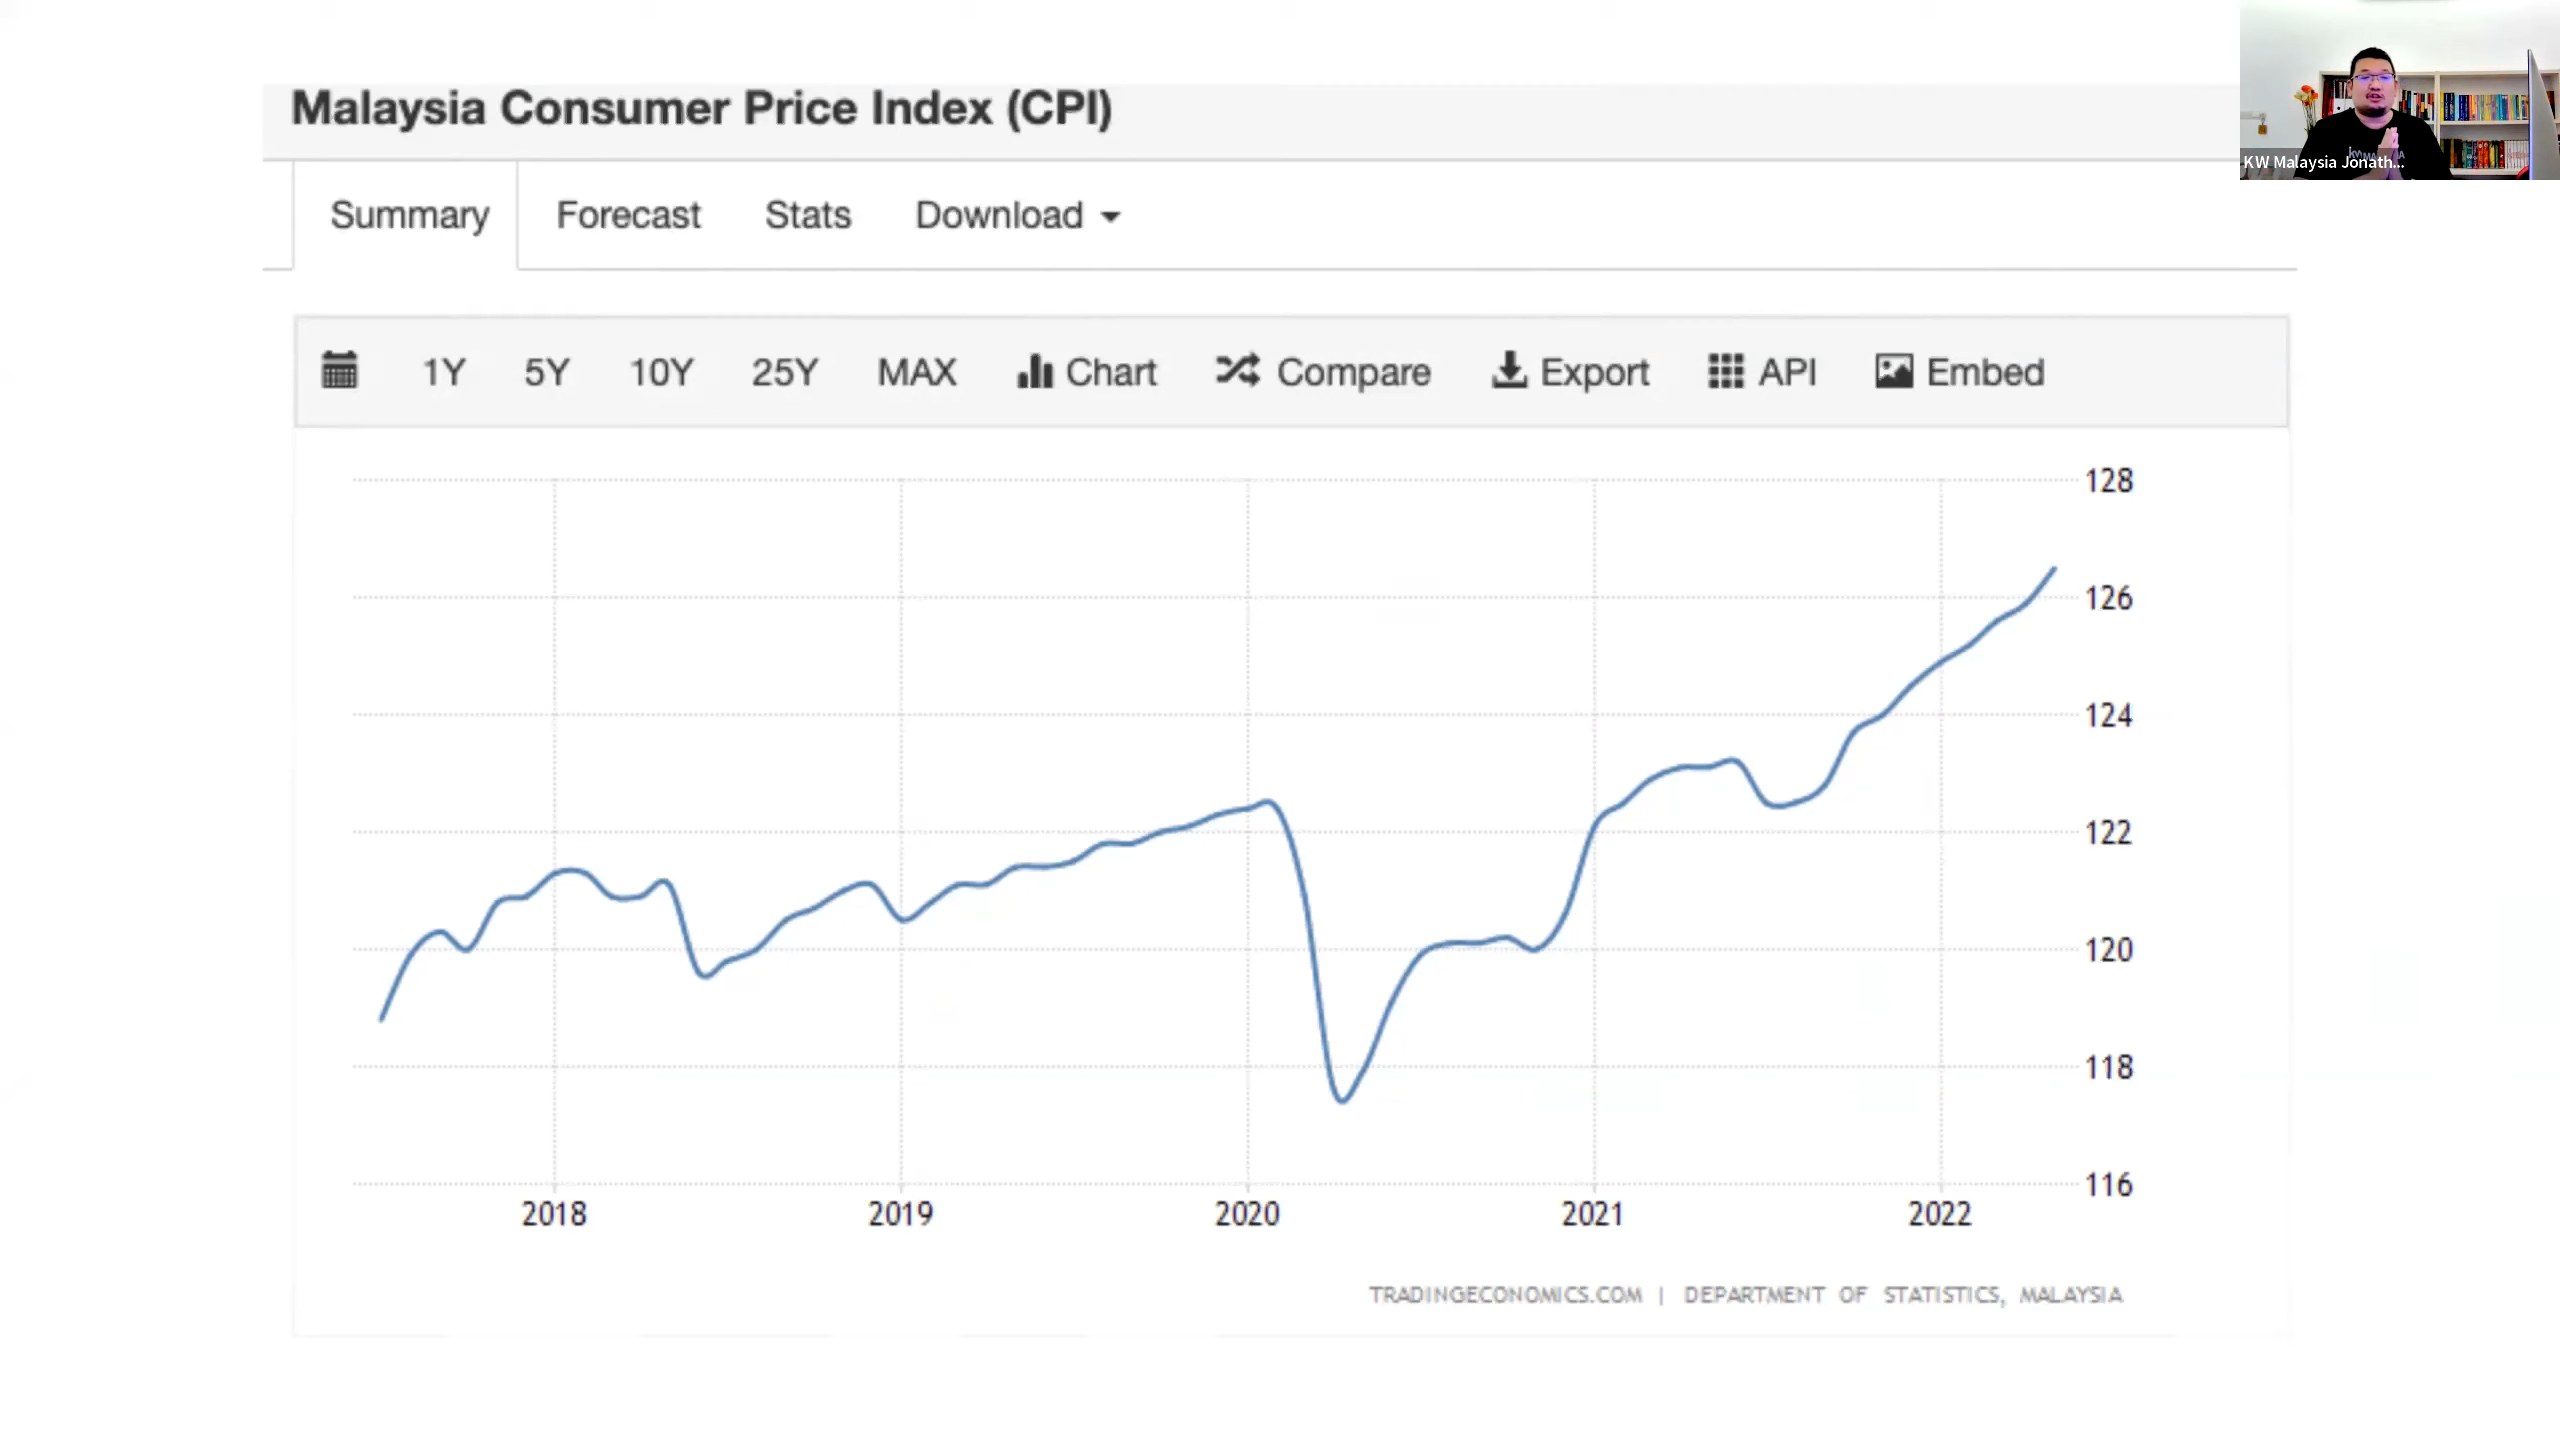 Malaysia Consumer Price Index (CPI)
KW Malaysia Jonath...
Summary Forecast Stats Download
1Y 5Y 10Y 25Y MAX Chart Compare Export API Embed
128
126
124
122
120
118
116
2018 2019 2020 2021 2022
TRADINGECONOMICS.COM | DEPARTMENT OF STATISTICS, MALAYSIA